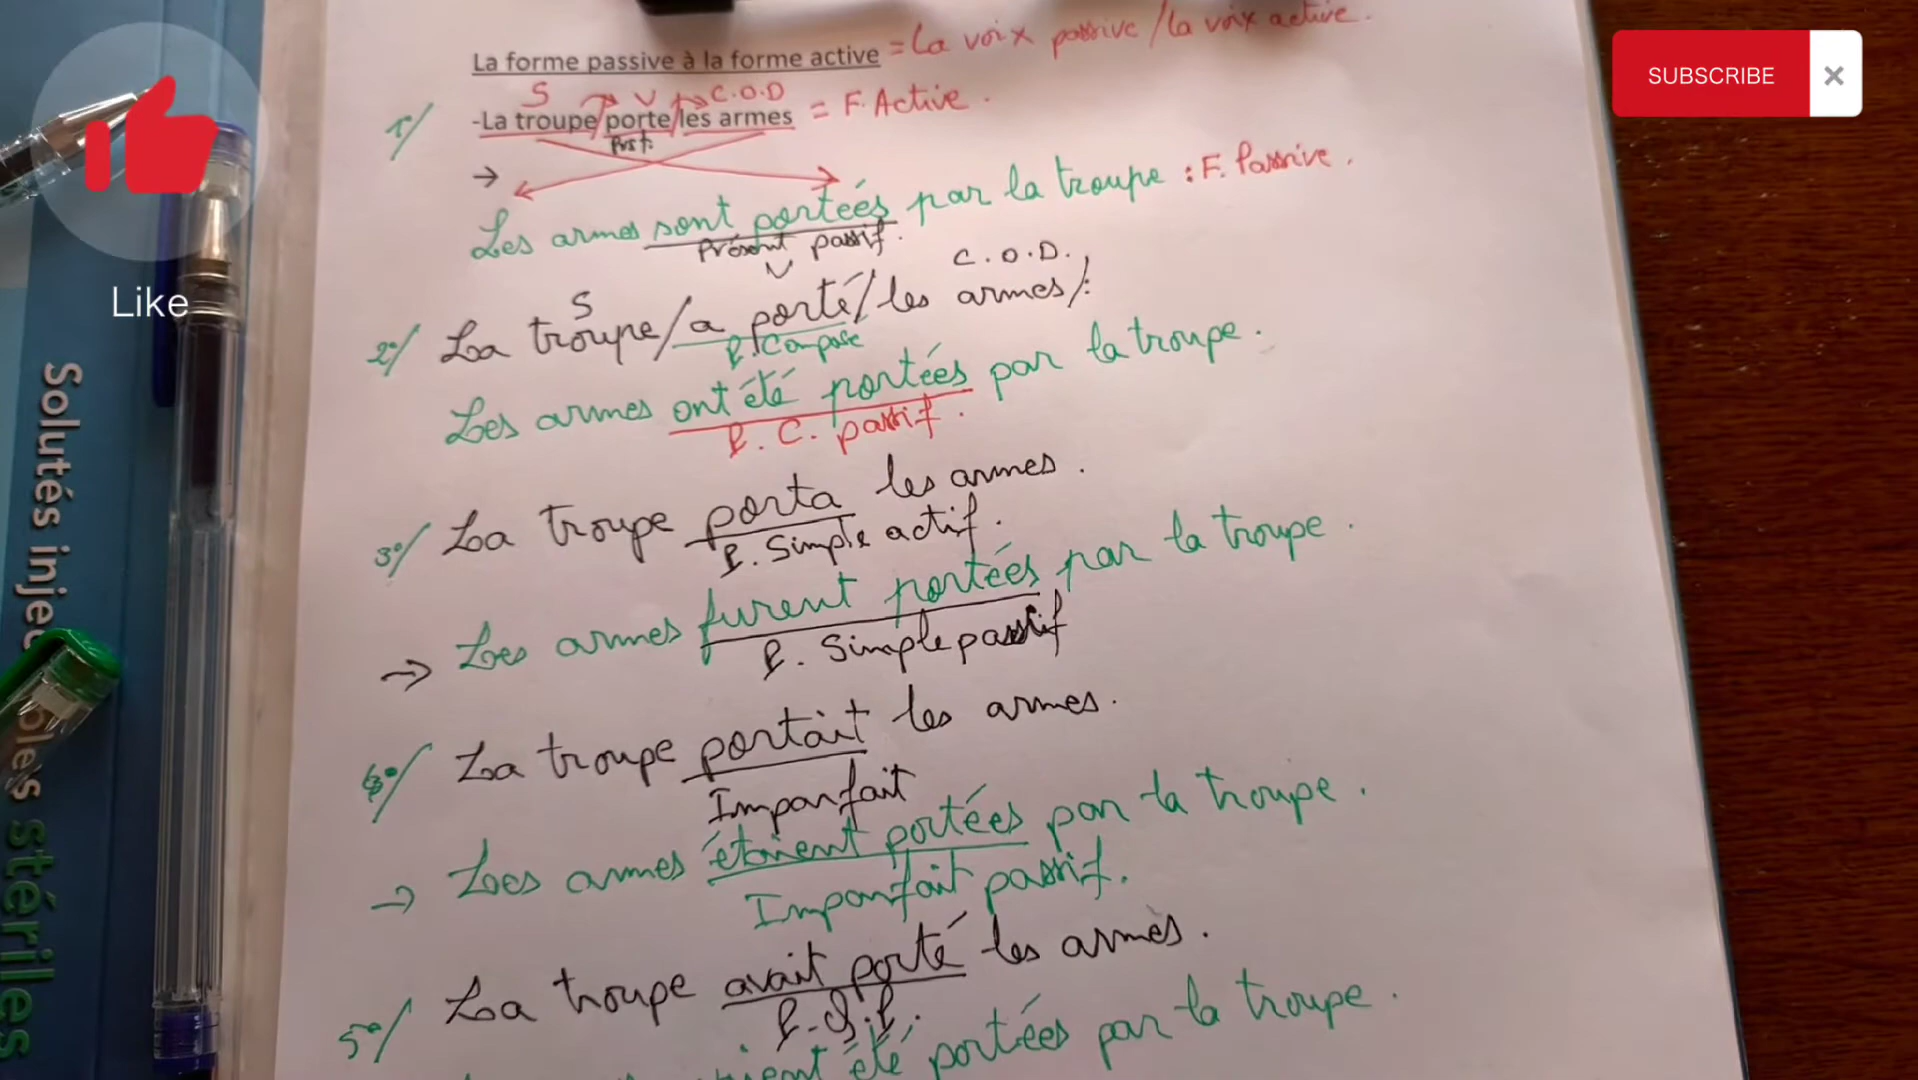 La forme passive à la forme active = la voix passive / la voix active.
S V C.O.D
1°/ -La troupe/porte/les armes = F. Active.
Prst.
→
Les armes sont portées par la troupe : F. Passive.
Présent passif.
S V C.O.D.
2°/ La troupe/a porté/les armes/:
P. Compose
Les armes ont été portées par la troupe.
P. C. passif.
3°/ La troupe porta les armes.
P. Simple actif.
→ Les armes furent portées par la troupe.
P. Simple passif
4°/ La troupe portait les armes.
Imparfait
→ Les armes étaient portées par la troupe.
Imparfait passif.
5°/ La troupe avait porté les armes.
P.Q.P.
été portées par la troupe.
Like
SUBSCRIBE
Solutés injectables stériles